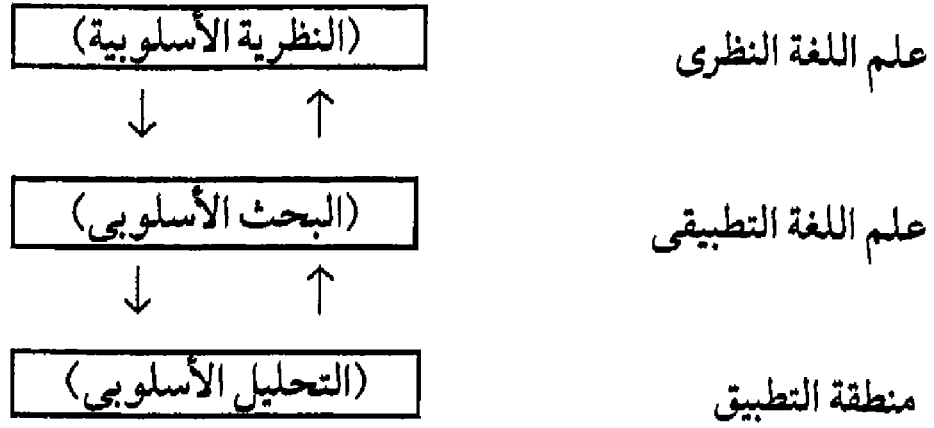 علم اللغة النظرى (النظرية الأسلوبية)
↓ ↑
علم اللغة التطبيقى (البحث الأسلوبى)
↓ ↑
منطقة التطبيق (التحليل الأسلوبى)